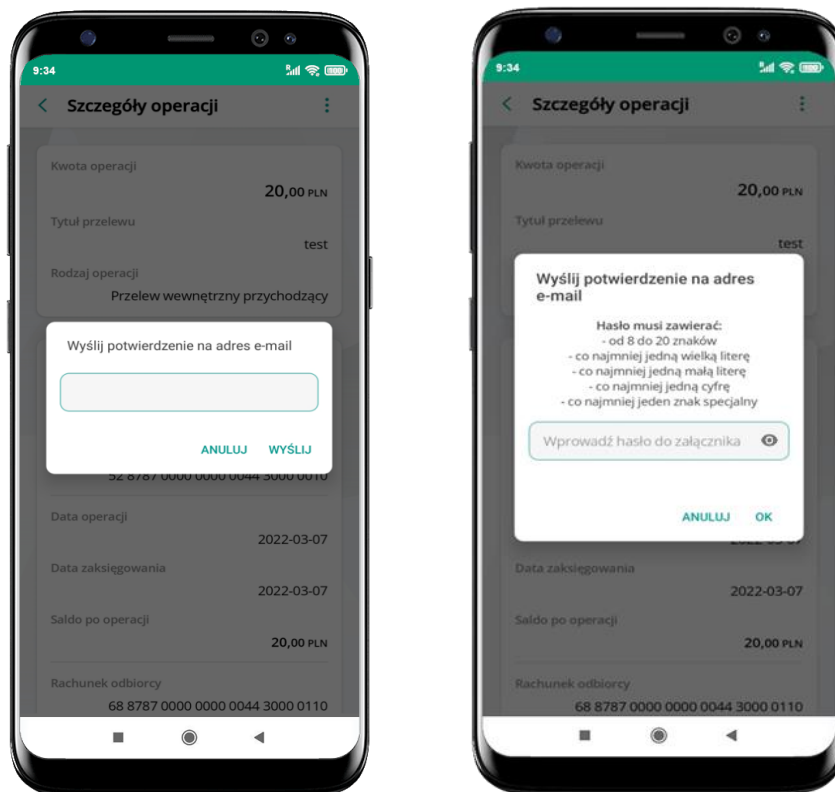 9:34
Szczegóły operacji
Kwota operacji
20,00 PLN
Tytuł przelewu
test
Rodzaj operacji
Przelew wewnętrzny przychodzący
Wyślij potwierdzenie na adres e-mail
ANULUJ WYŚLIJ
52 8787 0000 0000 0044 3000 0010
Data operacji
2022-03-07
Data zaksięgowania
2022-03-07
Saldo po operacji
20,00 PLN
Rachunek odbiorcy
68 8787 0000 0000 0044 3000 0110
9:34
Szczegóły operacji
Kwota operacji
20,00 PLN
Tytuł przelewu
test
Wyślij potwierdzenie na adres
e-mail
Hasło musi zawierać:
- od 8 do 20 znaków
- co najmniej jedną wielką literę
- co najmniej jedną małą literę
- co najmniej jedną cyfrę
- co najmniej jeden znak specjalny
Wprowadź hasło do załącznika
ANULUJ OK
2022-03-07
Data zaksięgowania
2022-03-07
Saldo po operacji
20,00 PLN
Rachunek odbiorcy
68 8787 0000 0000 0044 3000 0110